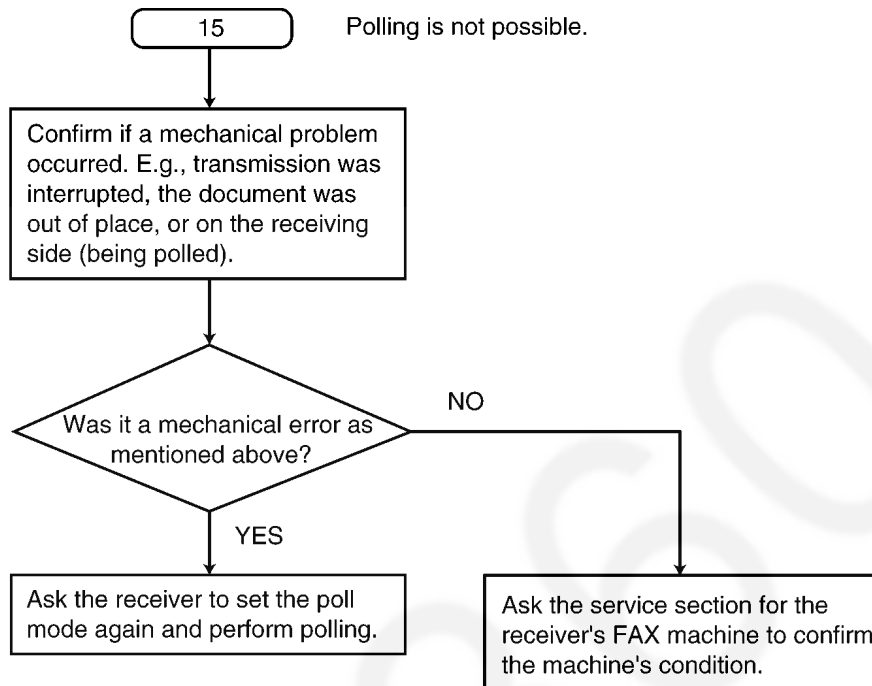 15
Polling is not possible.
Confirm if a mechanical problem
occurred. E.g., transmission was
interrupted, the document was
out of place, or on the receiving
side (being polled).
Was it a mechanical error as
mentioned above?
NO
YES
Ask the receiver to set the poll
mode again and perform polling.
Ask the service section for the
receiver's FAX machine to confirm
the machine's condition.